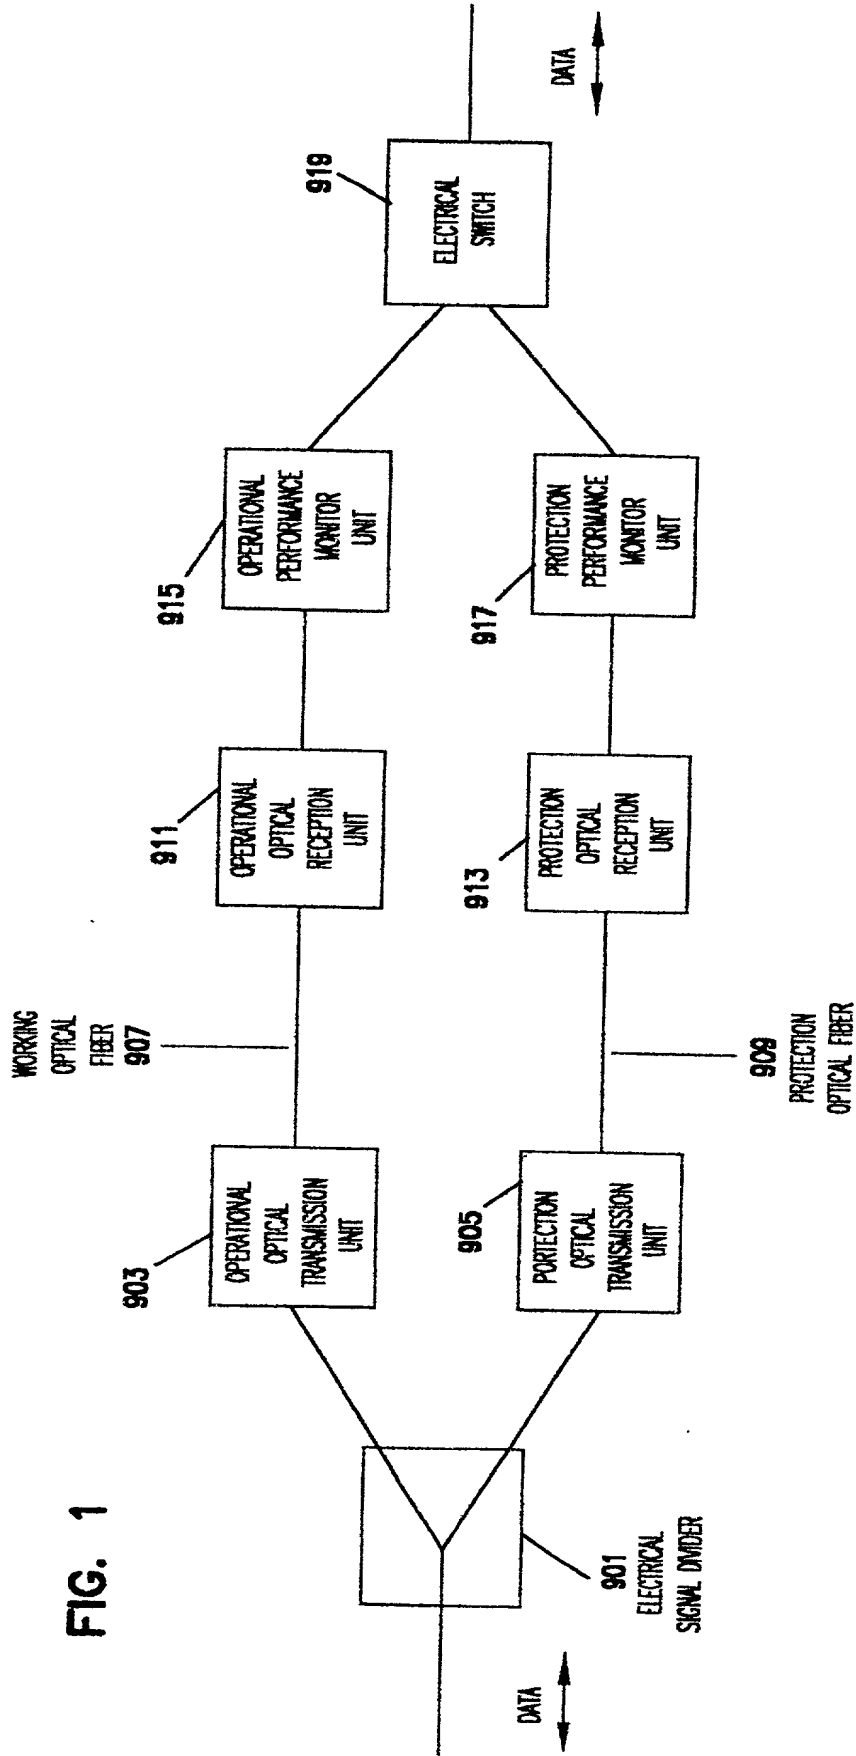 FIG. 1
DATA
901
ELECTRICAL
SIGNAL DIVIDER
903
OPERATIONAL
OPTICAL
TRANSMISSION
UNIT
905
PORTECTION
OPTICAL
TRANSMISSION
UNIT
WORKING
OPTICAL
FIBER
907
909
PROTECTION
OPTICAL FIBER
911
OPERATIONAL
OPTICAL
RECEPTION
UNIT
913
PROTECTION
OPTICAL
RECEPTION
UNIT
915
OPERATIONAL
PERFORMANCE
MONITOR
UNIT
917
PROTECTION
PERFORMANCE
MONITOR
UNIT
919
ELECTRICAL
SWITCH
DATA